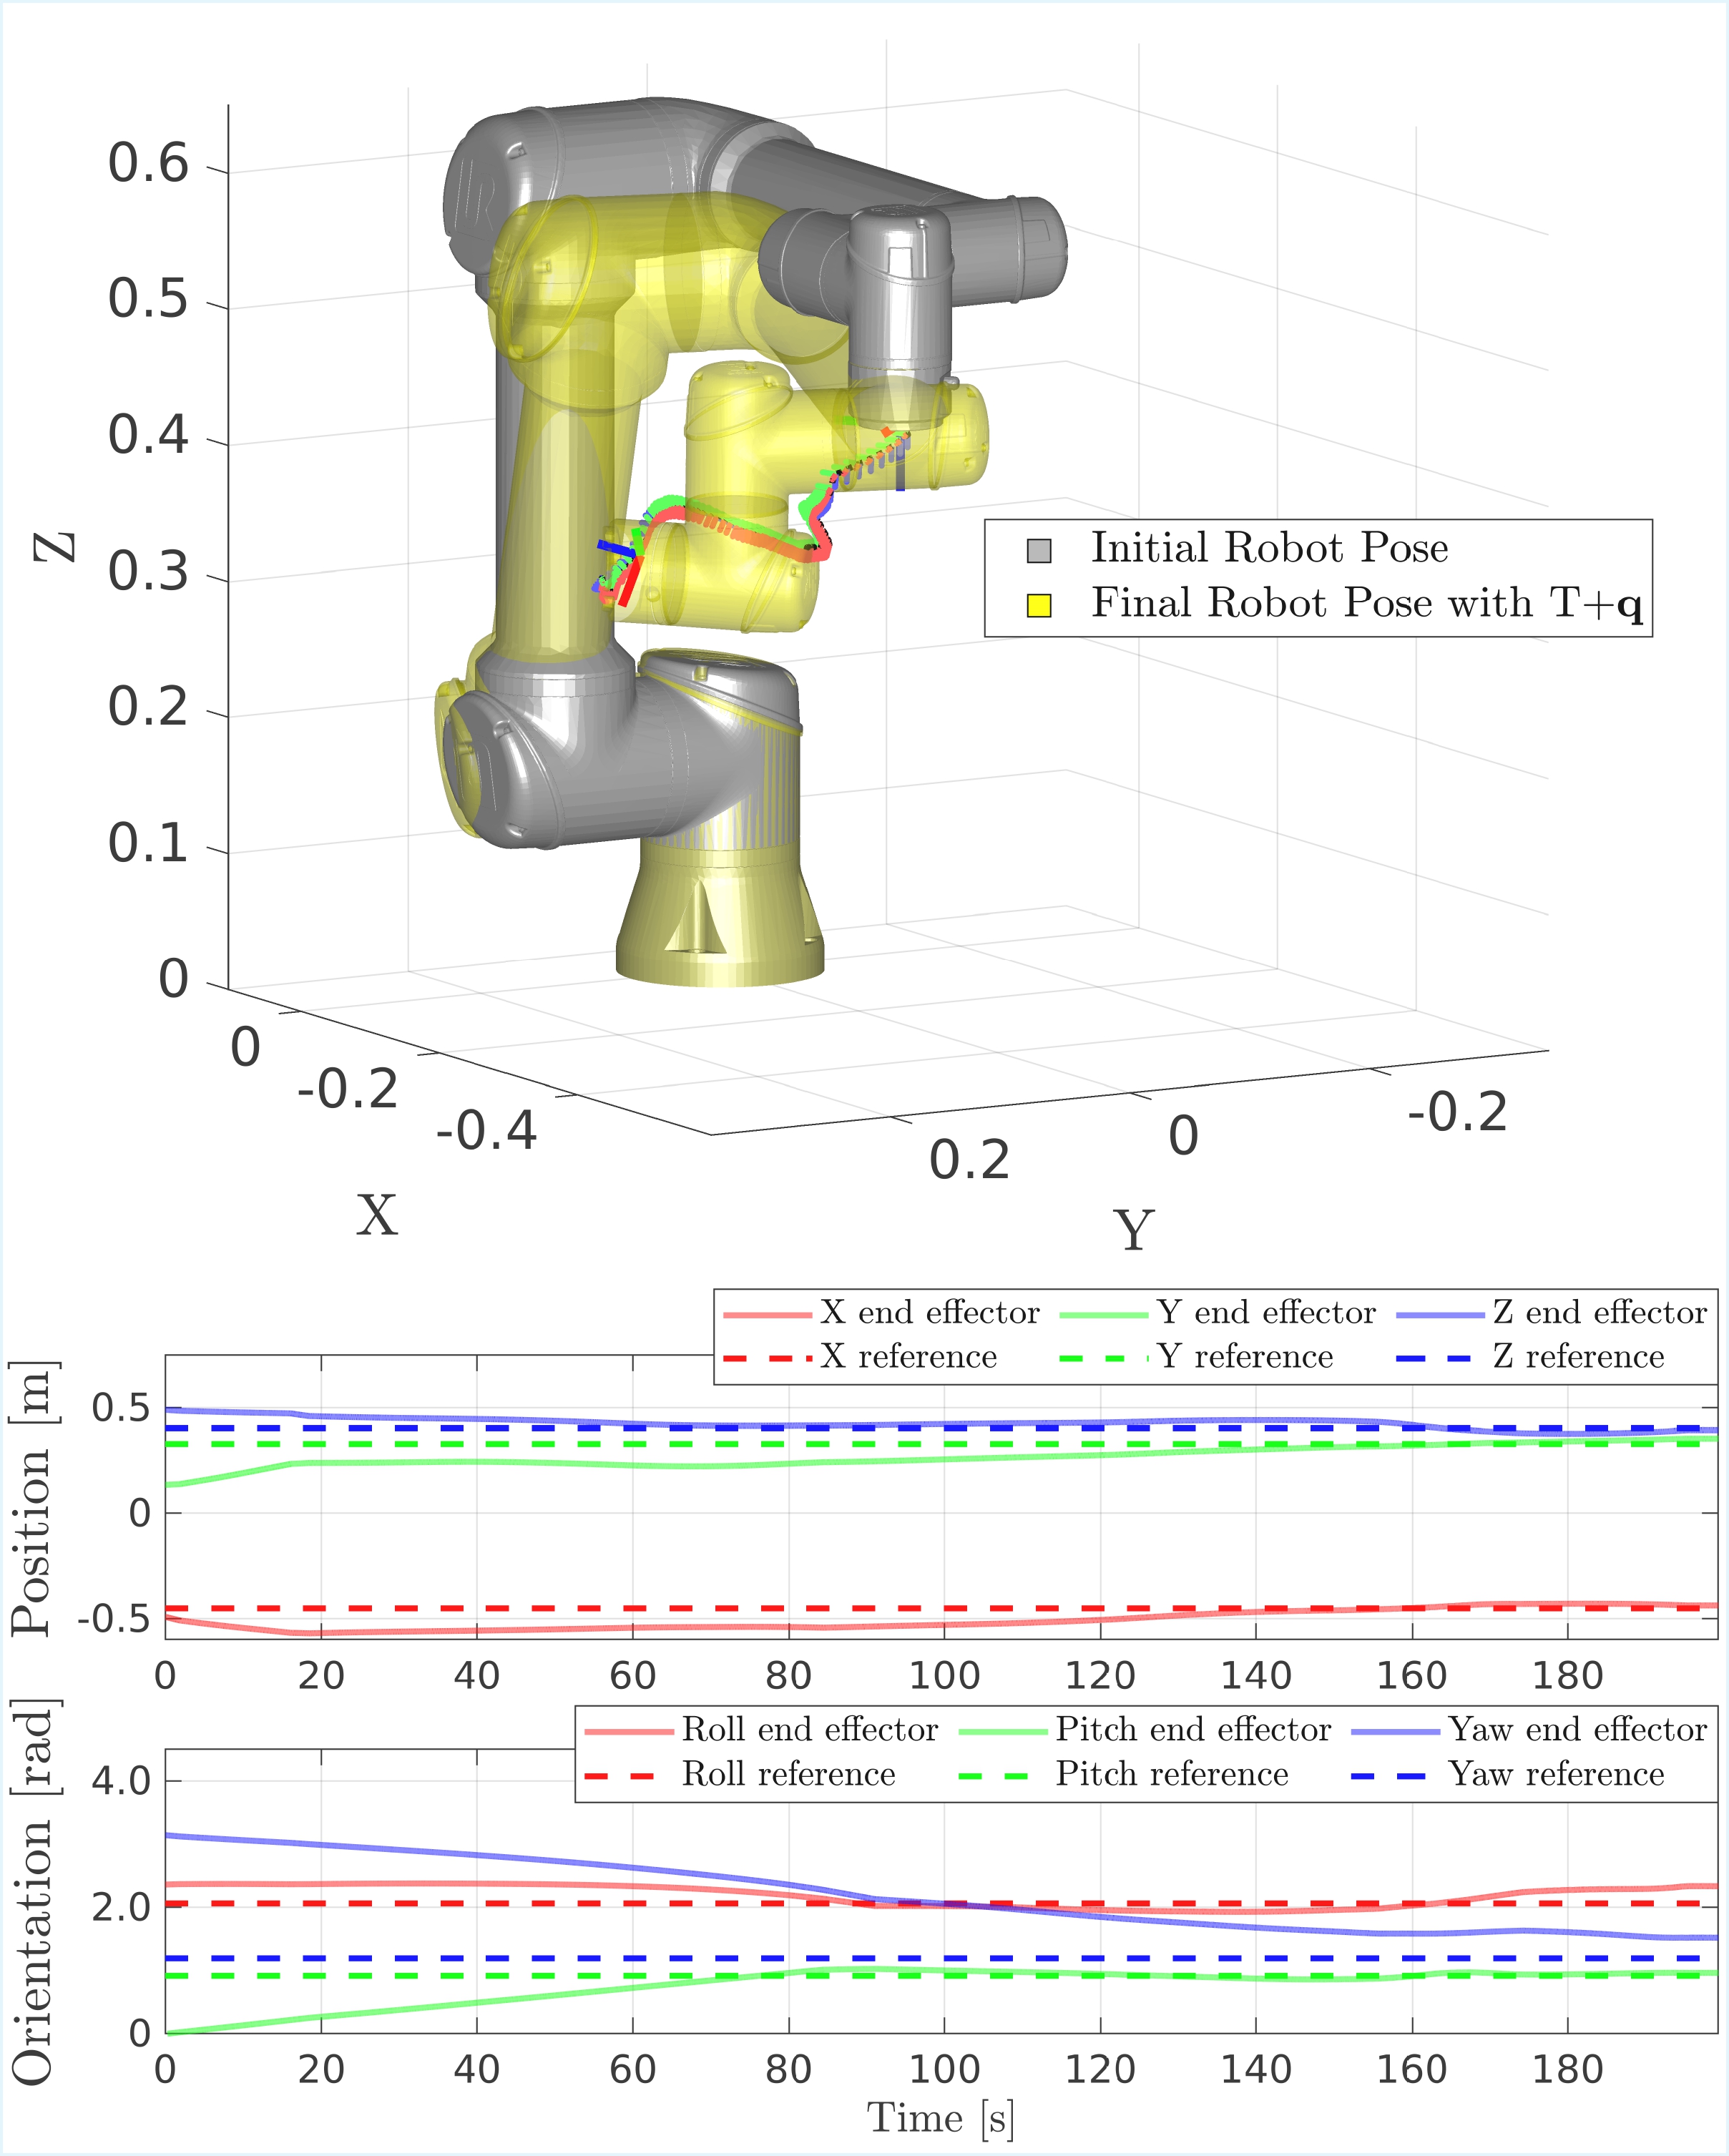 0.6
0.5
0.4
0.3
0.2
0.1
0
Z
Initial Robot Pose
Final Robot Pose with T+q
0
-0.2
-0.4
X
0.2
0
-0.2
Y
X end effector Y end effector Z end effector
X reference Y reference Z reference
Position [m]
0.5
0
-0.5
0 20 40 60 80 100 120 140 160 180
Roll end effector Pitch end effector Yaw end effector
Roll reference Pitch reference Yaw reference
Orientation [rad]
4.0
2.0
0
0 20 40 60 80 100 120 140 160 180
Time [s]